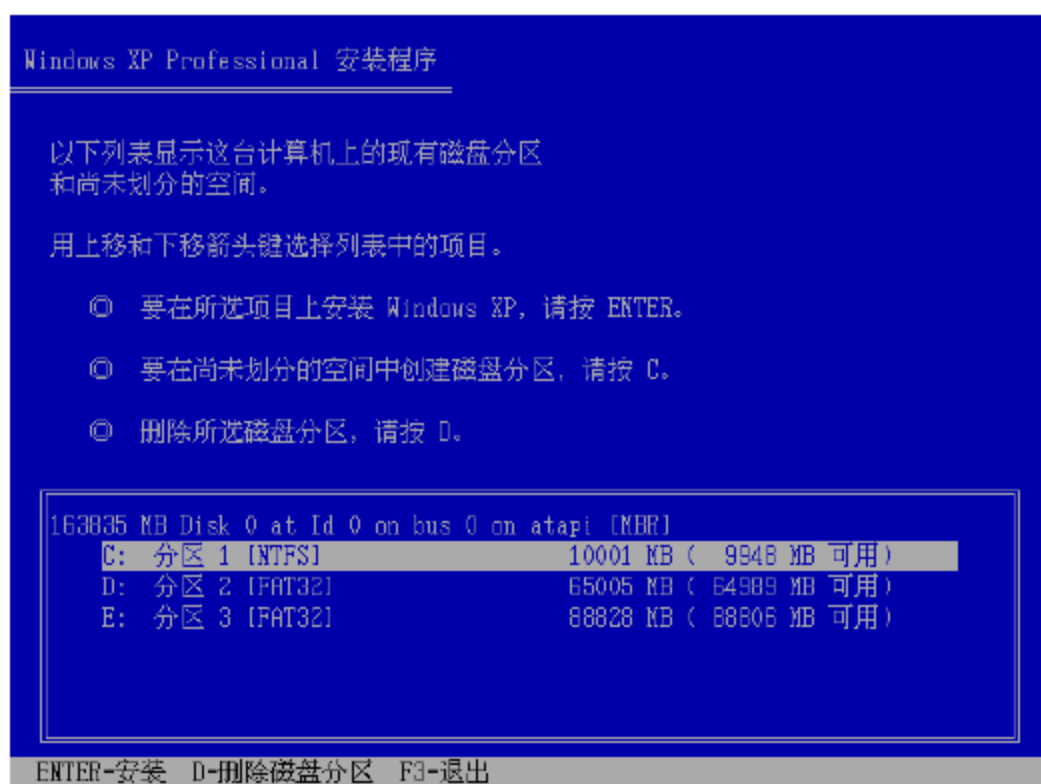 Windows XP Professional 安装程序
以下列表显示这台计算机上的现有磁盘分区
和尚未划分的空间。
用上移和下移箭头键选择列表中的项目。
◎ 要在所选项目上安装 Windows XP，请按 ENTER。
◎ 要在尚未划分的空间中创建磁盘分区，请按 C。
◎ 删除所选磁盘分区，请按 D。
163835 MB Disk 0 at Id 0 on bus 0 on atapi [MBR]
C: 分区 1 [NTFS] 10001 MB ( 9948 MB 可用)
D: 分区 2 [FAT32] 65005 MB ( 64989 MB 可用)
E: 分区 3 [FAT32] 88828 MB ( 88806 MB 可用)
ENTER-安装 D-删除磁盘分区 F3-退出